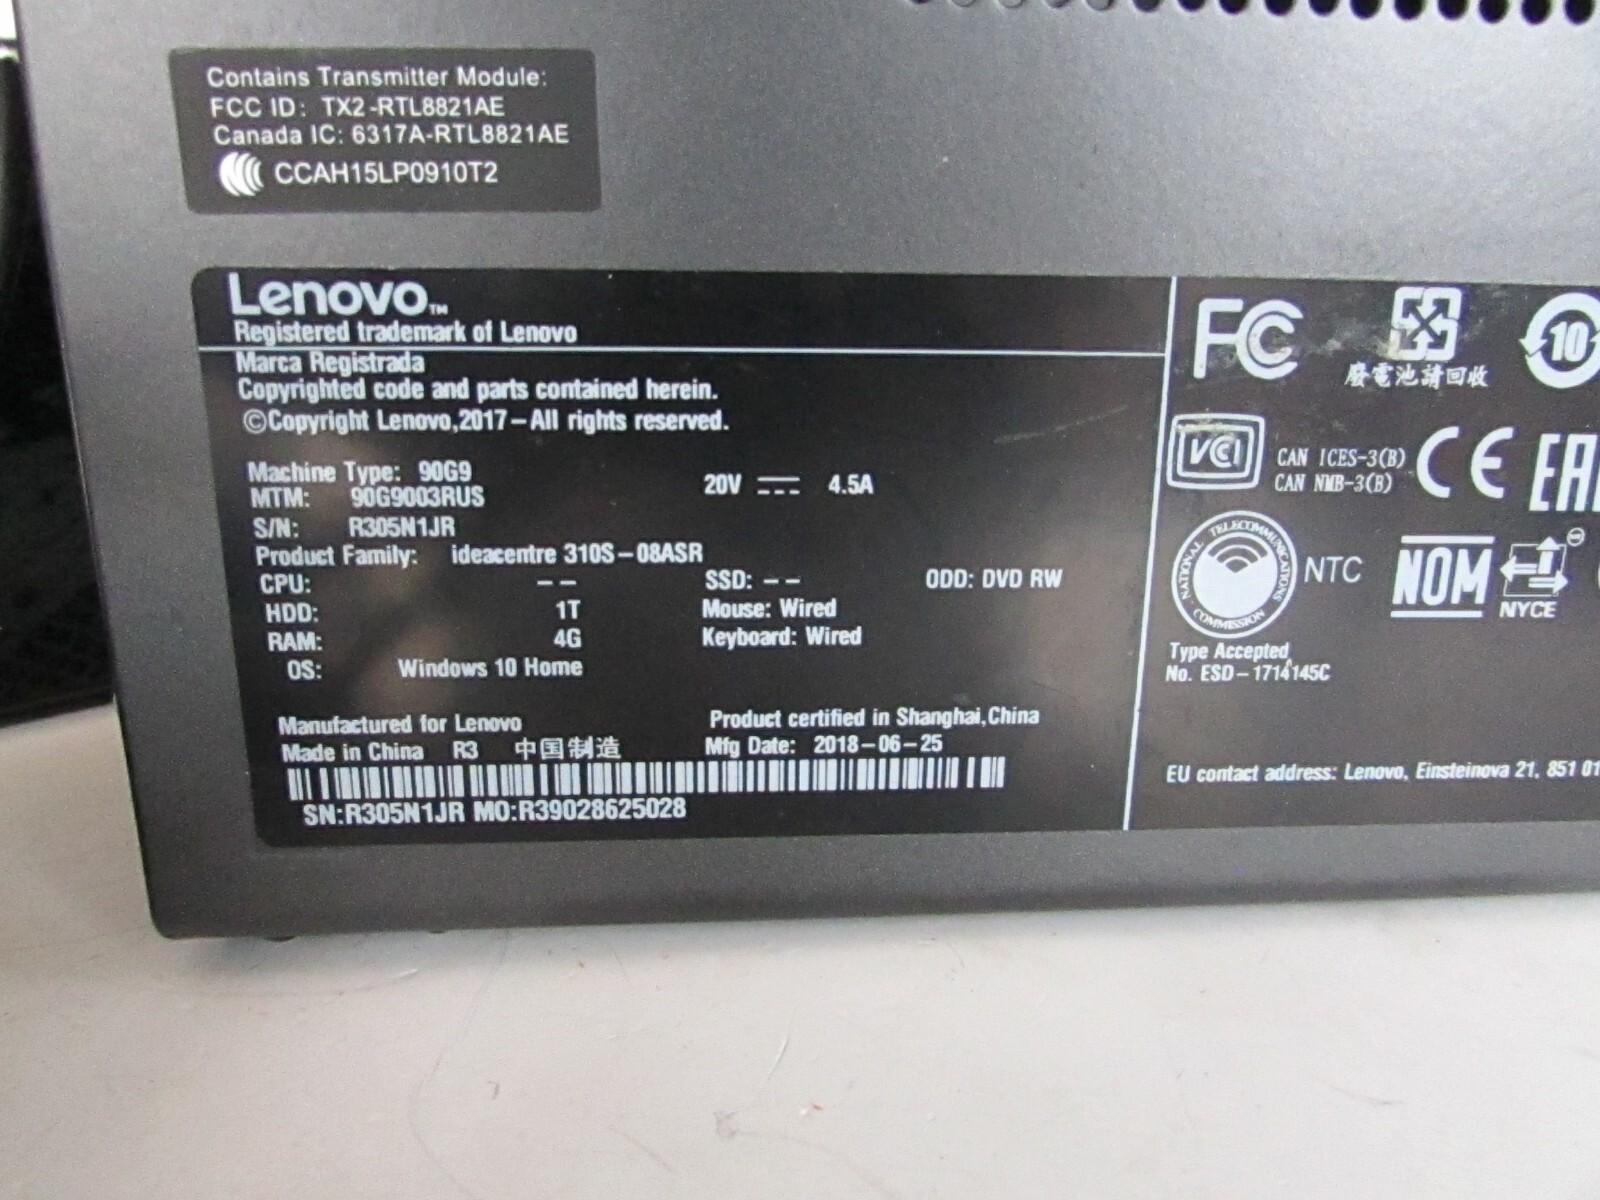 Contains Transmitter Module:
FCC ID: TX2-RTL8821AE
Canada IC: 6317A-RTL8821AE
CCAH15LP0910T2
Lenovo™
Registered trademark of Lenovo
Marca Registrada
Copyrighted code and parts contained herein.
©Copyright Lenovo,2017-All rights reserved.
Machine Type: 90G9
MTM: 90G9003RUS
20V 4.5A
S/N: R305N1JR
Product Family: ideacentre 310S-08ASR
CPU: -- SSD: -- ODD: DVD RW
HDD: 1T Mouse: Wired
RAM: 4G Keyboard: Wired
OS: Windows 10 Home
Manufactured for Lenovo Product certified in Shanghai,China
Made in China R3 中国制造 Mfg Date: 2018-06-25
SN:R305N1JR MO:R39028625028
FC
廢電池請回收
10
VCI CAN ICES-3(B)
CAN NMB-3(B)
CE
NATIONAL TELECOMMUNICATIONS COMMISSION
NTC
NOM
NYCE
Type Accepted
No. ESD-1714145C
EU contact address: Lenovo, Einsteinova 21, 851 01